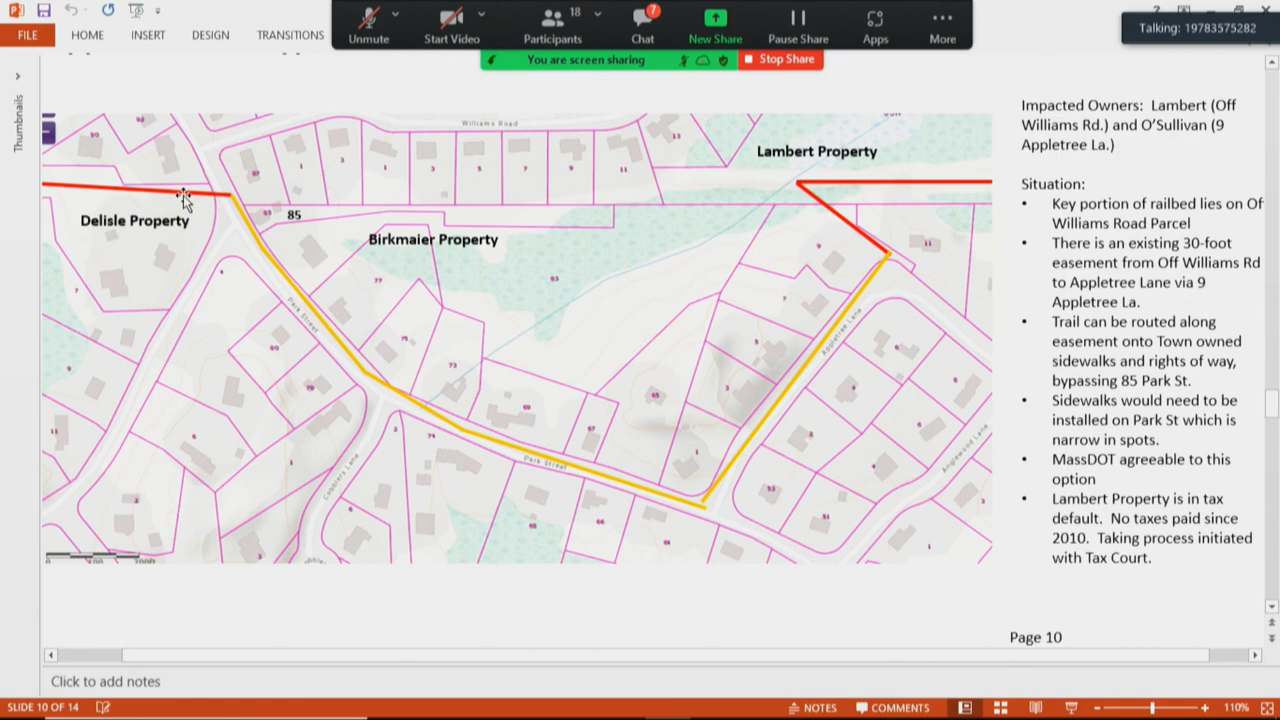 Unmute
Start Video
18
Participants
7
Chat
New Share
Pause Share
Apps
More
Talking: 19783575282
FILE
HOME
INSERT
DESIGN
TRANSITIONS
You are screen sharing
Stop Share
Thumbnails
Williams Road
Lambert Property
Delisle Property
85
Birkmaier Property
Park Street
Appletree Lane
Park Street
Cobblers Lane
Anglewood Lane
Impacted Owners: Lambert (Off
Williams Rd.) and O'Sullivan (9
Appletree La.)
Situation:
• Key portion of railbed lies on Of
Williams Road Parcel
• There is an existing 30-foot
easement from Off Williams Rd
to Appletree Lane via 9
Appletree La.
• Trail can be routed along
easement onto Town owned
sidewalks and rights of way,
bypassing 85 Park St.
• Sidewalks would need to be
installed on Park St which is
narrow in spots.
• MassDOT agreeable to this
option
• Lambert Property is in tax
default. No taxes paid since
2010. Taking process initiated
with Tax Court.
Page 10
Click to add notes
SLIDE 10 OF 14
NOTES
COMMENTS
110%